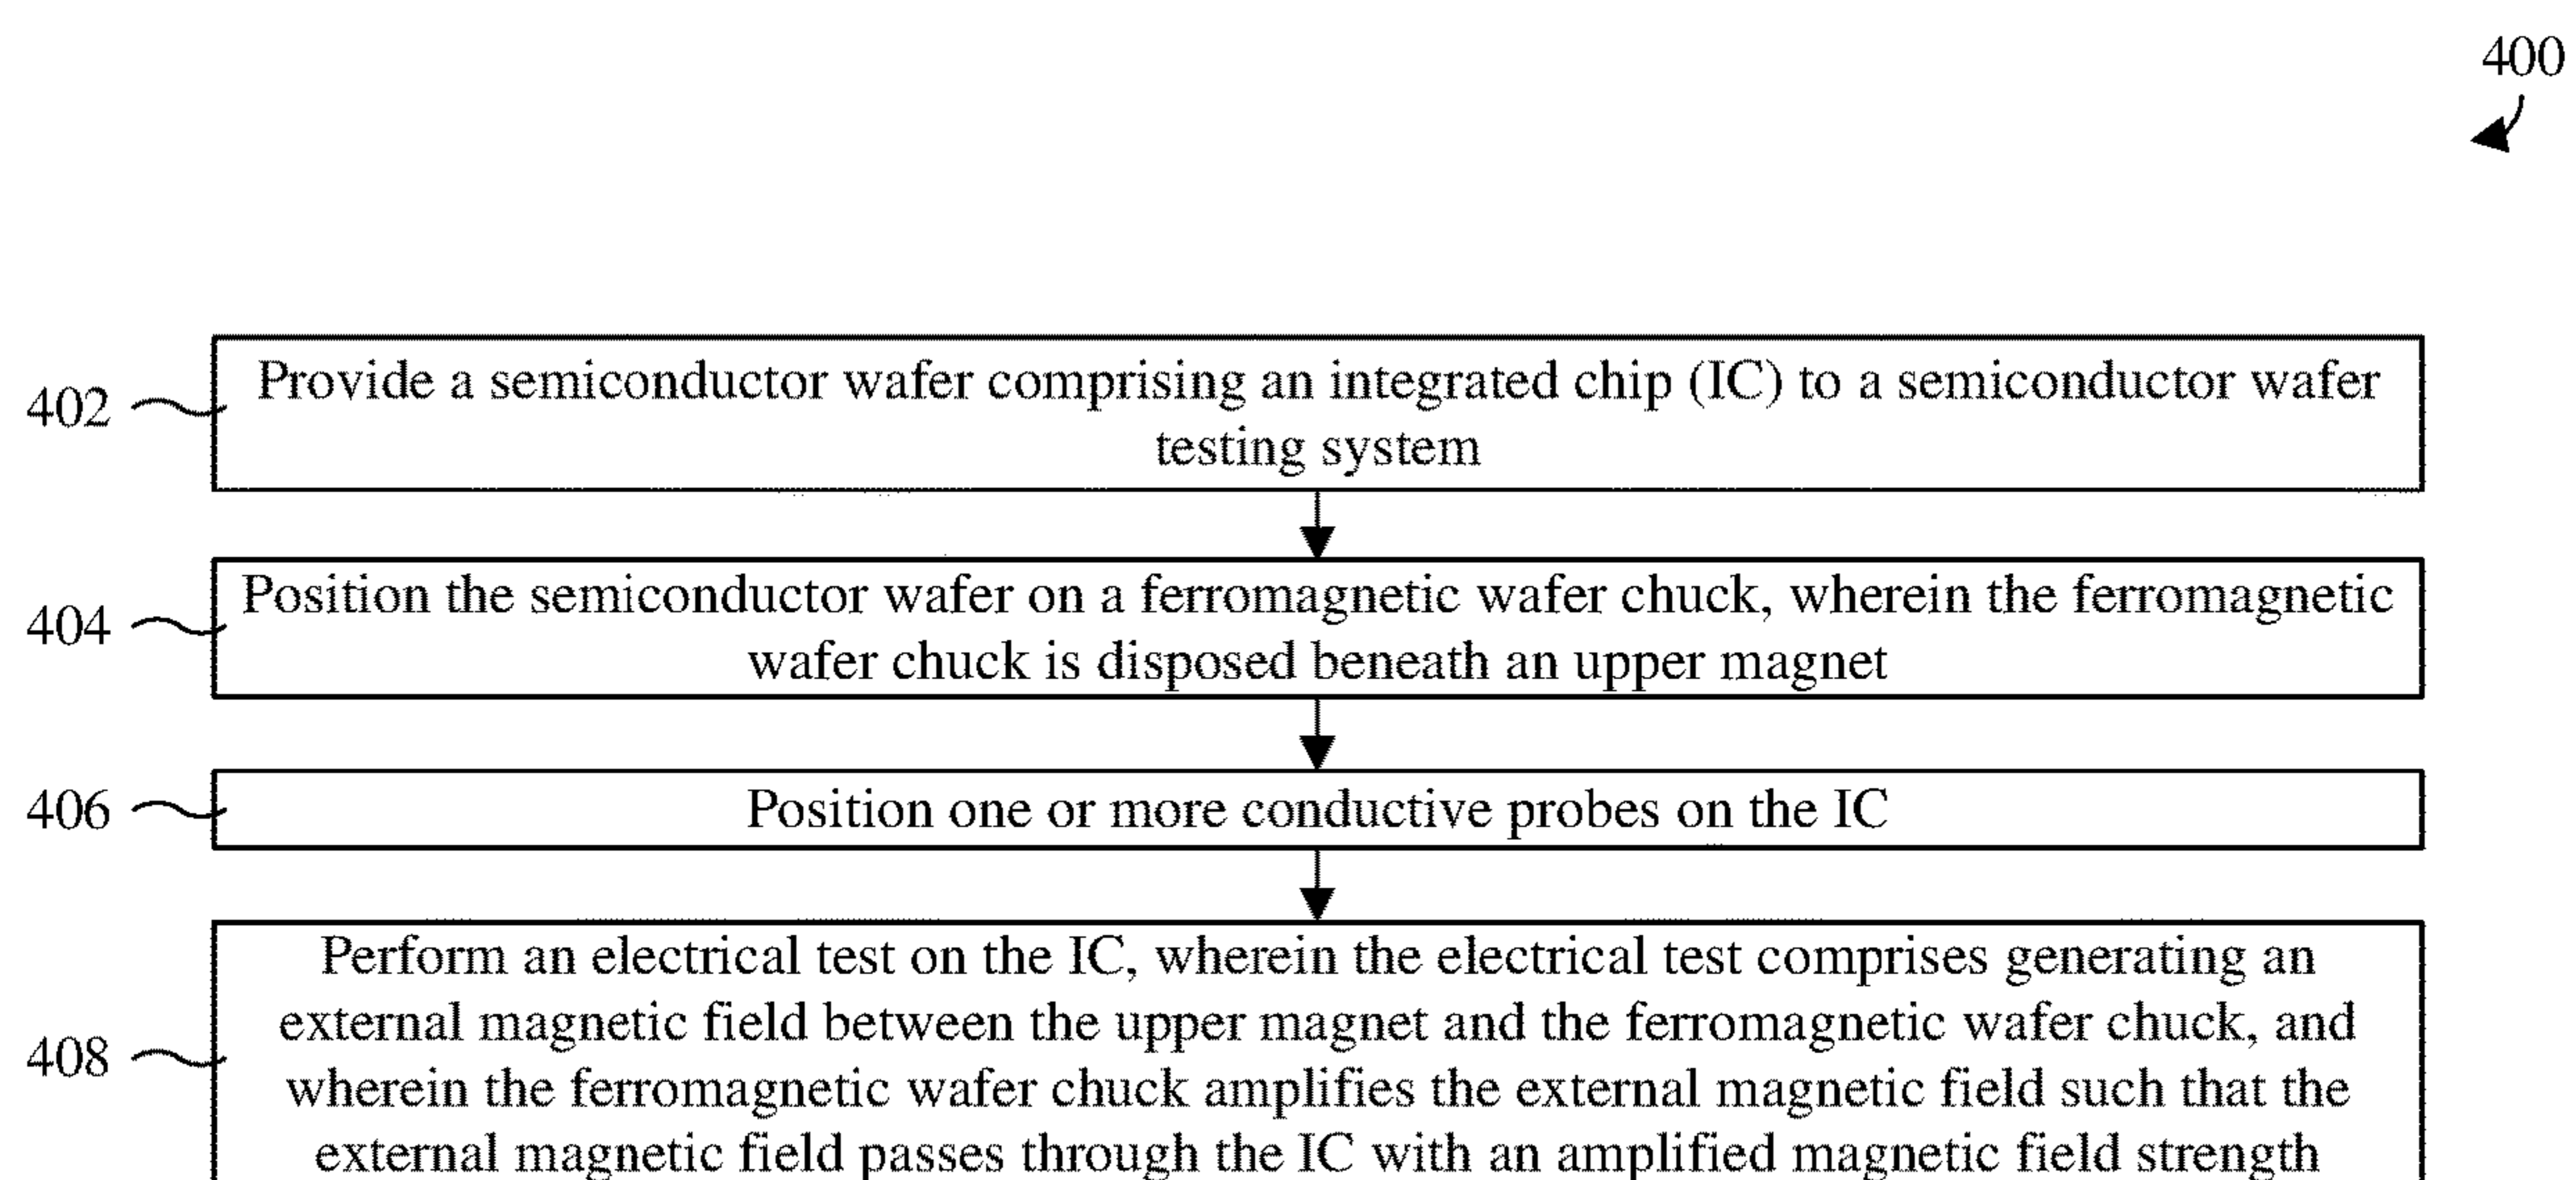 400
402
Provide a semiconductor wafer comprising an integrated chip (IC) to a semiconductor wafer
testing system
404
Position the semiconductor wafer on a ferromagnetic wafer chuck, wherein the ferromagnetic
wafer chuck is disposed beneath an upper magnet
406
Position one or more conductive probes on the IC
408
Perform an electrical test on the IC, wherein the electrical test comprises generating an
external magnetic field between the upper magnet and the ferromagnetic wafer chuck, and
wherein the ferromagnetic wafer chuck amplifies the external magnetic field such that the
external magnetic field passes through the IC with an amplified magnetic field strength